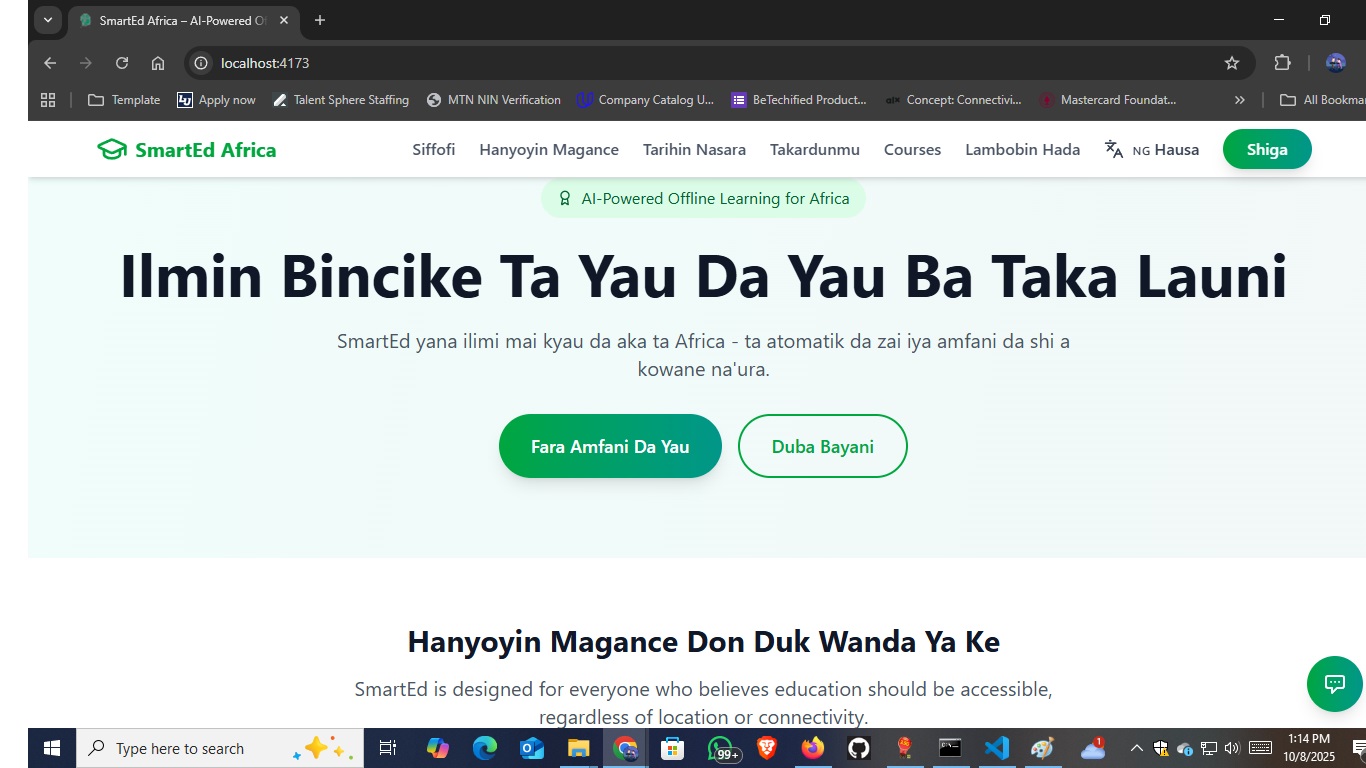 SmartEd Africa – AI-Powered Of
localhost:4173
Template
Apply now
Talent Sphere Staffing
MTN NIN Verification
Company Catalog U...
BeTechified Product...
Concept: Connectivi...
Mastercard Foundat...
»
All Bookmar
SmartEd Africa
Siffofi
Hanyoyin Magance
Tarihin Nasara
Takardunmu
Courses
Lambobin Hada
NG Hausa
Shiga
AI-Powered Offline Learning for Africa
Ilmin Bincike Ta Yau Da Yau Ba Taka Launi
SmartEd yana ilimi mai kyau da aka ta Africa - ta atomatik da zai iya amfani da shi a
kowane na'ura.
Fara Amfani Da Yau
Duba Bayani
Hanyoyin Magance Don Duk Wanda Ya Ke
SmartEd is designed for everyone who believes education should be accessible,
regardless of location or connectivity.
Type here to search
99+
1
1:14 PM
10/8/2025